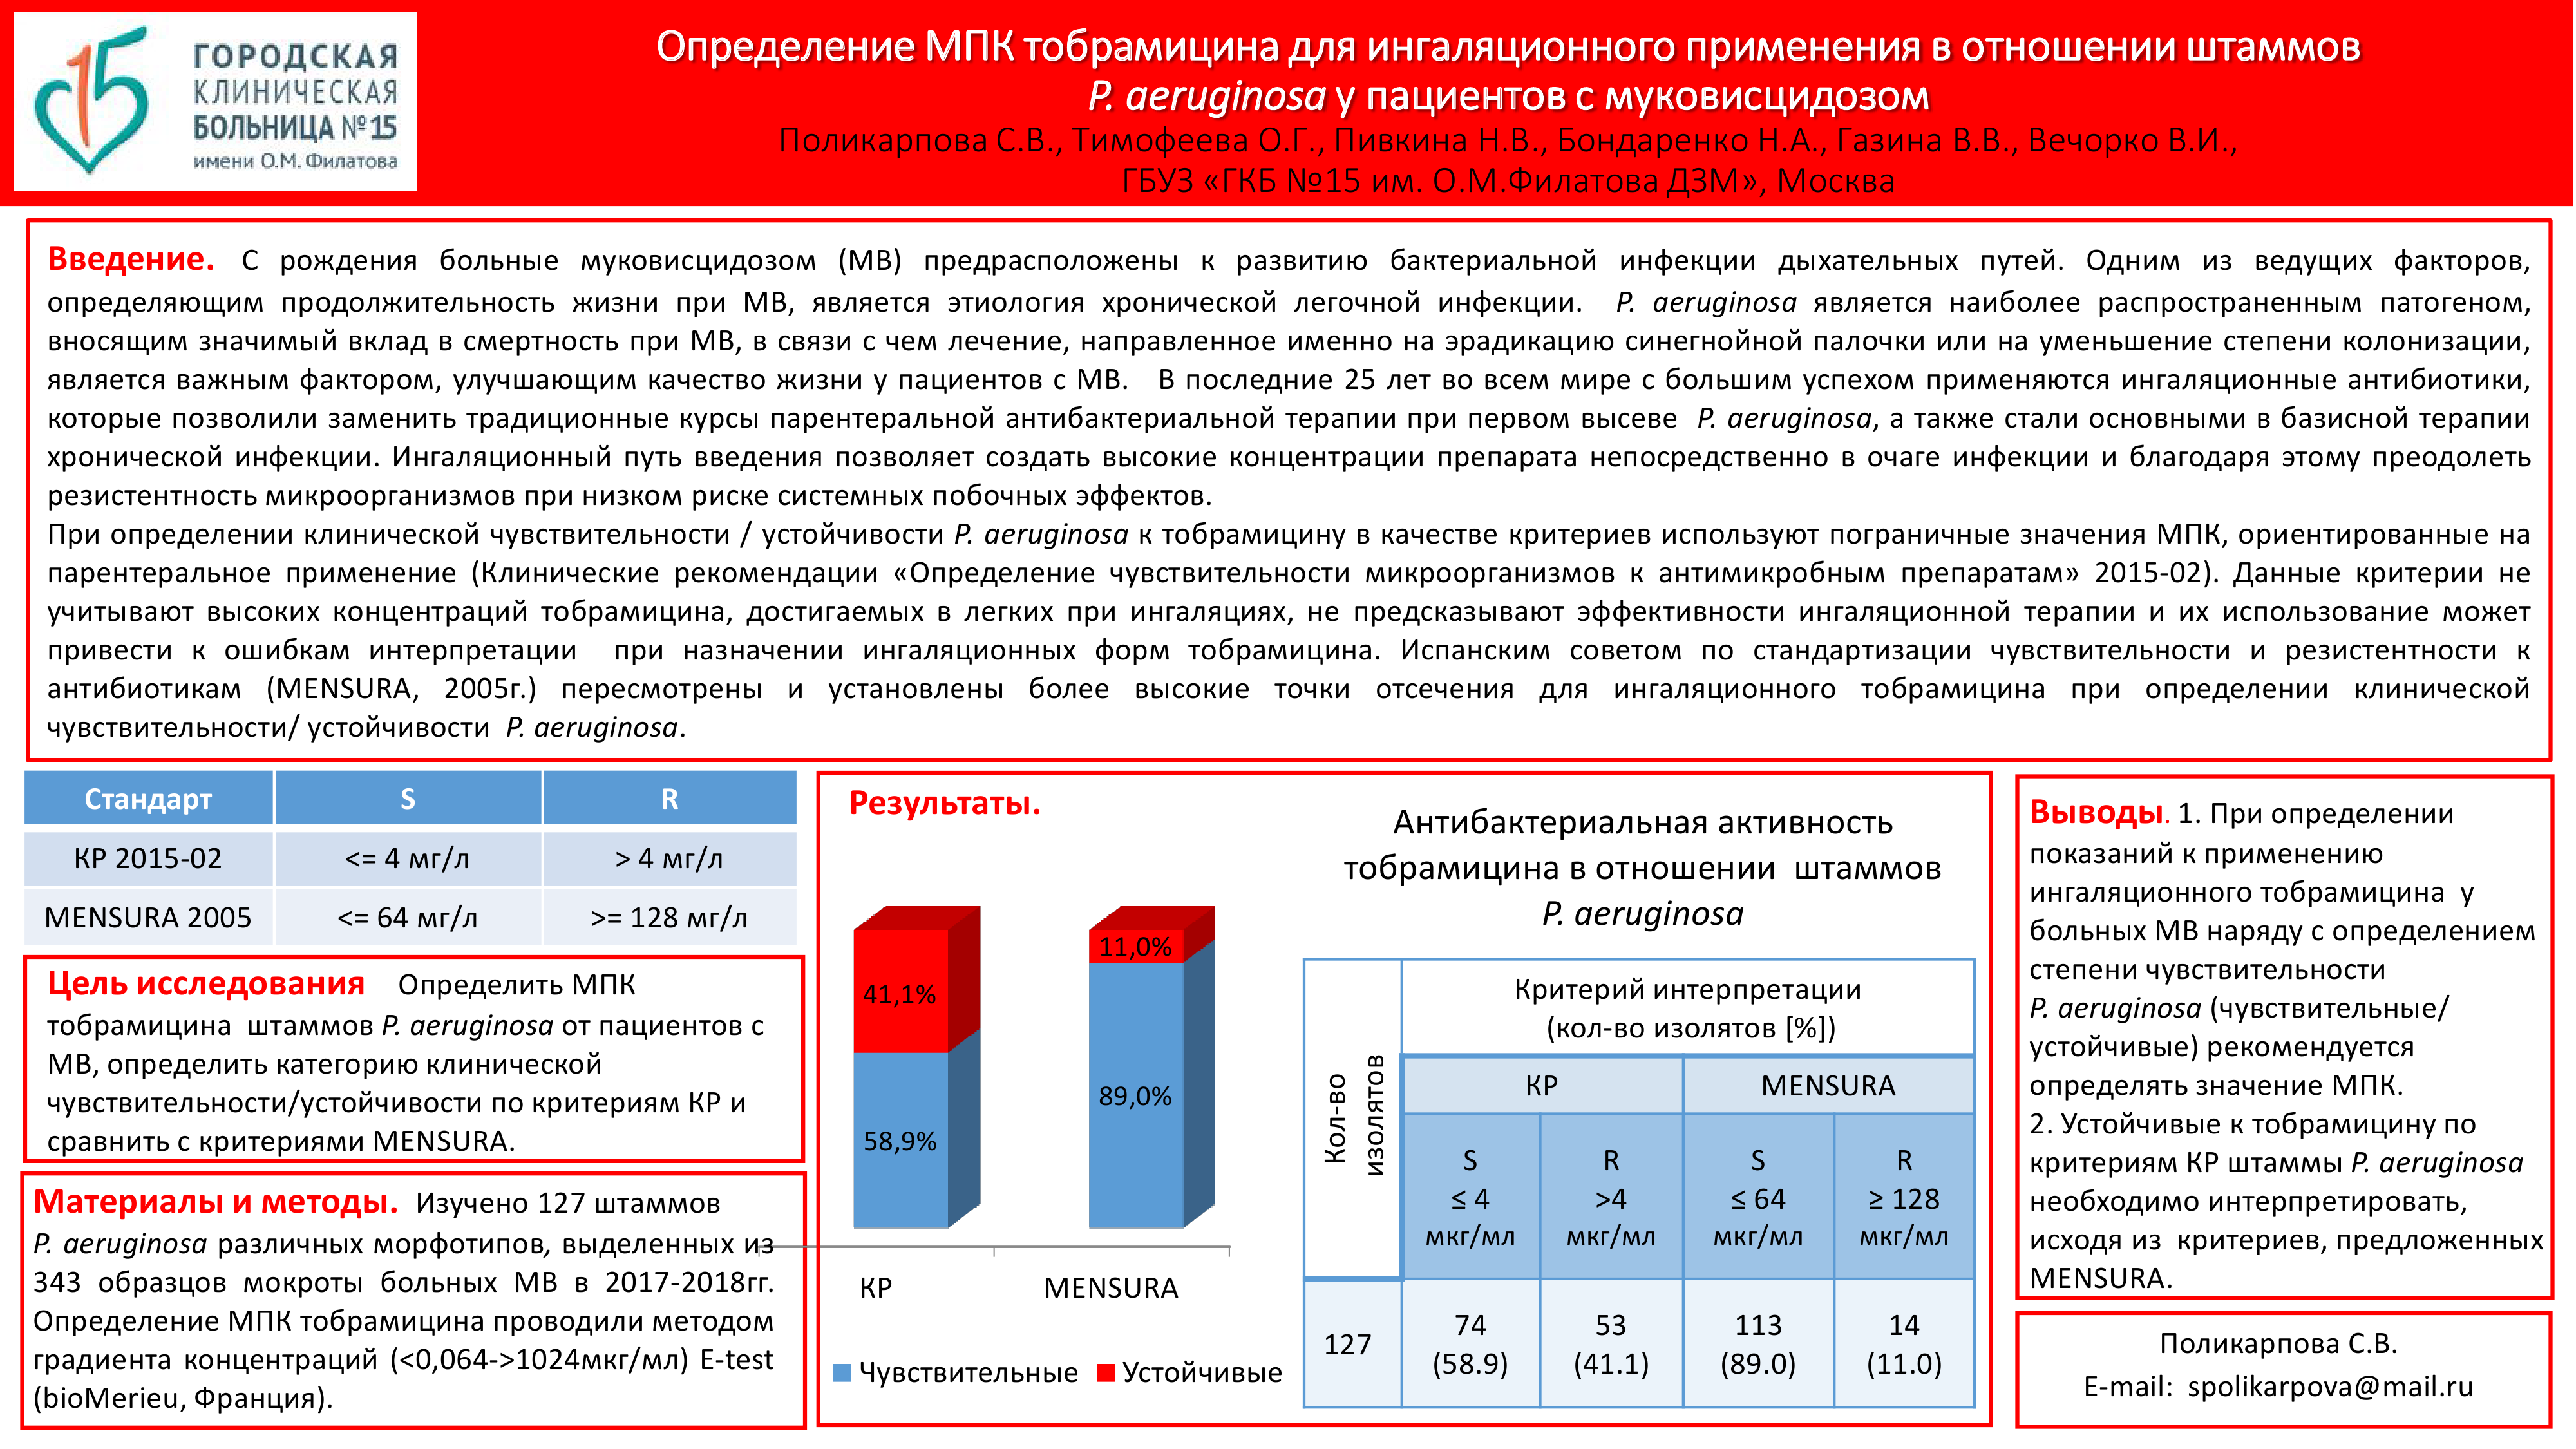 ГОРОДСКАЯ
КЛИНИЧЕСКАЯ
БОЛЬНИЦА №15
имени О.М. Филатова
Определение МПК тобрамицина для ингаляционного применения в отношении штаммов
P. aeruginosa у пациентов с муковисцидозом
Поликарпова С.В., Тимофеева О.Г., Пивкина Н.В., Бондаренко Н.А., Газина В.В., Вечорко В.И.,
ГБУЗ «ГКБ №15 им. О.М.Филатова ДЗМ», Москва
Введение. С рождения больные муковисцидозом (МВ) предрасположены к развитию бактериальной инфекции дыхательных путей. Одним из ведущих факторов,
определяющим продолжительность жизни при МВ, является этиология хронической легочной инфекции. P. aeruginosa является наиболее распространенным патогеном,
вносящим значимый вклад в смертность при МВ, в связи с чем лечение, направленное именно на эрадикацию синегнойной палочки или на уменьшение степени колонизации,
является важным фактором, улучшающим качество жизни у пациентов с МВ. В последние 25 лет во всем мире с большим успехом применяются ингаляционные антибиотики,
которые позволили заменить традиционные курсы парентеральной антибактериальной терапии при первом высеве P. aeruginosa, а также стали основными в базисной терапии
хронической инфекции. Ингаляционный путь введения позволяет создать высокие концентрации препарата непосредственно в очаге инфекции и благодаря этому преодолеть
резистентность микроорганизмов при низком риске системных побочных эффектов.
При определении клинической чувствительности / устойчивости P. aeruginosa к тобрамицину в качестве критериев используют пограничные значения МПК, ориентированные на
парентеральное применение (Клинические рекомендации «Определение чувствительности микроорганизмов к антимикробным препаратам» 2015-02). Данные критерии не
учитывают высоких концентраций тобрамицина, достигаемых в легких при ингаляциях, не предсказывают эффективности ингаляционной терапии и их использование может
привести к ошибкам интерпретации при назначении ингаляционных форм тобрамицина. Испанским советом по стандартизации чувствительности и резистентности к
антибиотикам (MENSURA, 2005г.) пересмотрены и установлены более высокие точки отсечения для ингаляционного тобрамицина при определении клинической
чувствительности/ устойчивости P. aeruginosa.
Стандарт S R
КР 2015-02 <= 4 мг/л > 4 мг/л
MENSURA 2005 <= 64 мг/л >= 128 мг/л
Цель исследования Определить МПК
тобрамицина штаммов P. aeruginosa от пациентов с
МВ, определить категорию клинической
чувствительности/устойчивости по критериям КР и
сравнить с критериями MENSURA.
Материалы и методы. Изучено 127 штаммов
P. aeruginosa различных морфотипов, выделенных из
343 образцов мокроты больных МВ в 2017-2018гг.
Определение МПК тобрамицина проводили методом
градиента концентраций (<0,064->1024мкг/мл) E-test
(bioMerieu, Франция).
Результаты.
41,1%
58,9%
11,0%
89,0%
КР MENSURA
Чувствительные Устойчивые
Антибактериальная активность
тобрамицина в отношении штаммов
P. aeruginosa
Кол-во
изолятов
Критерий интерпретации
(кол-во изолятов [%])
КР MENSURA
S R S R
≤ 4 >4 ≤ 64 ≥ 128
мкг/мл мкг/мл мкг/мл мкг/мл
127
74 53 113 14
(58.9) (41.1) (89.0) (11.0)
Выводы. 1. При определении
показаний к применению
ингаляционного тобрамицина у
больных МВ наряду с определением
степени чувствительности
P. aeruginosa (чувствительные/
устойчивые) рекомендуется
определять значение МПК.
2. Устойчивые к тобрамицину по
критериям КР штаммы P. aeruginosa
необходимо интерпретировать,
исходя из критериев, предложенных
MENSURA.
Поликарпова С.В.
E-mail: spolikarpova@mail.ru